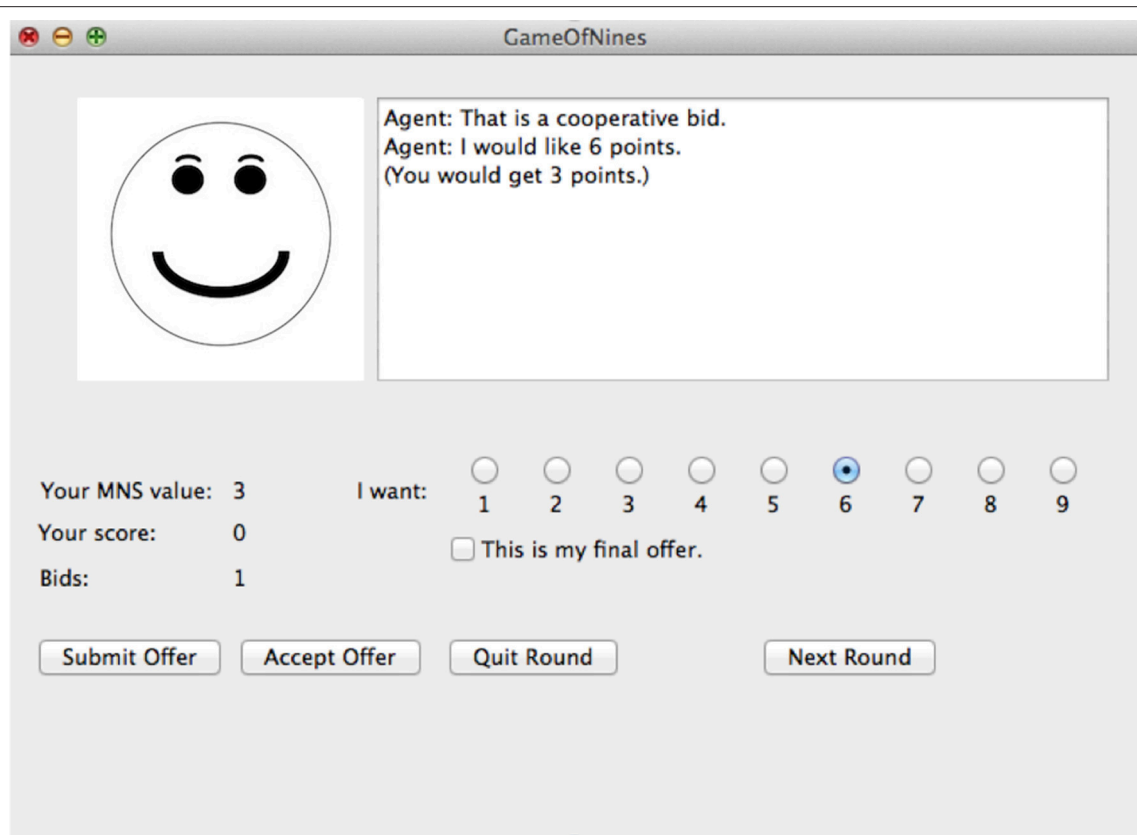 GameOfNines
Agent: That is a cooperative bid.
Agent: I would like 6 points.
(You would get 3 points.)
Your MNS value: 3
I want:
1 2 3 4 5 6 7 8 9
Your score: 0
This is my final offer.
Bids: 1
Submit Offer
Accept Offer
Quit Round
Next Round